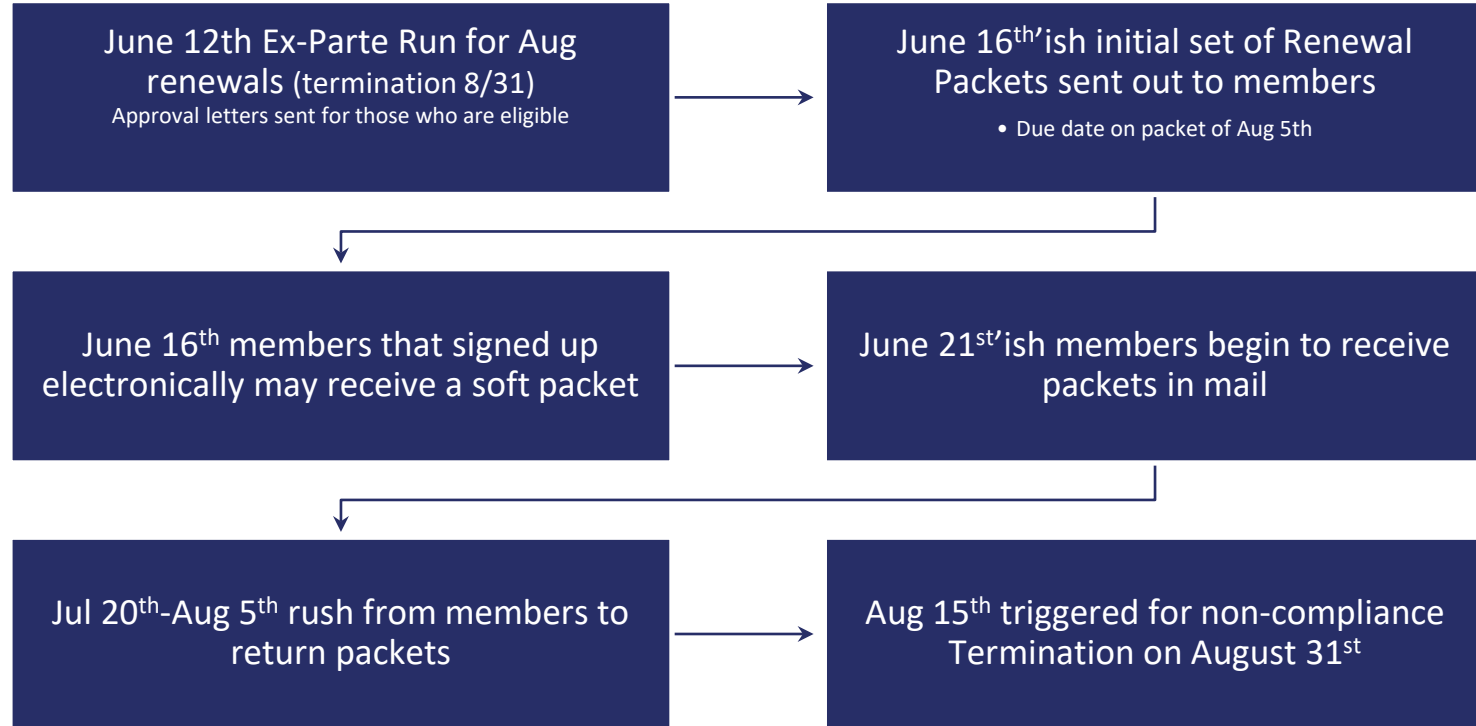 June 12th Ex-Parte Run for Aug
renewals (termination 8/31)
Approval letters sent for those who are eligible
June 16th'ish initial set of Renewal
Packets sent out to members
• Due date on packet of Aug 5th
June 16th members that signed up
electronically may receive a soft packet
June 21st'ish members begin to receive
packets in mail
Jul 20th-Aug 5th rush from members to
return packets
Aug 15th triggered for non-compliance
Termination on August 31st